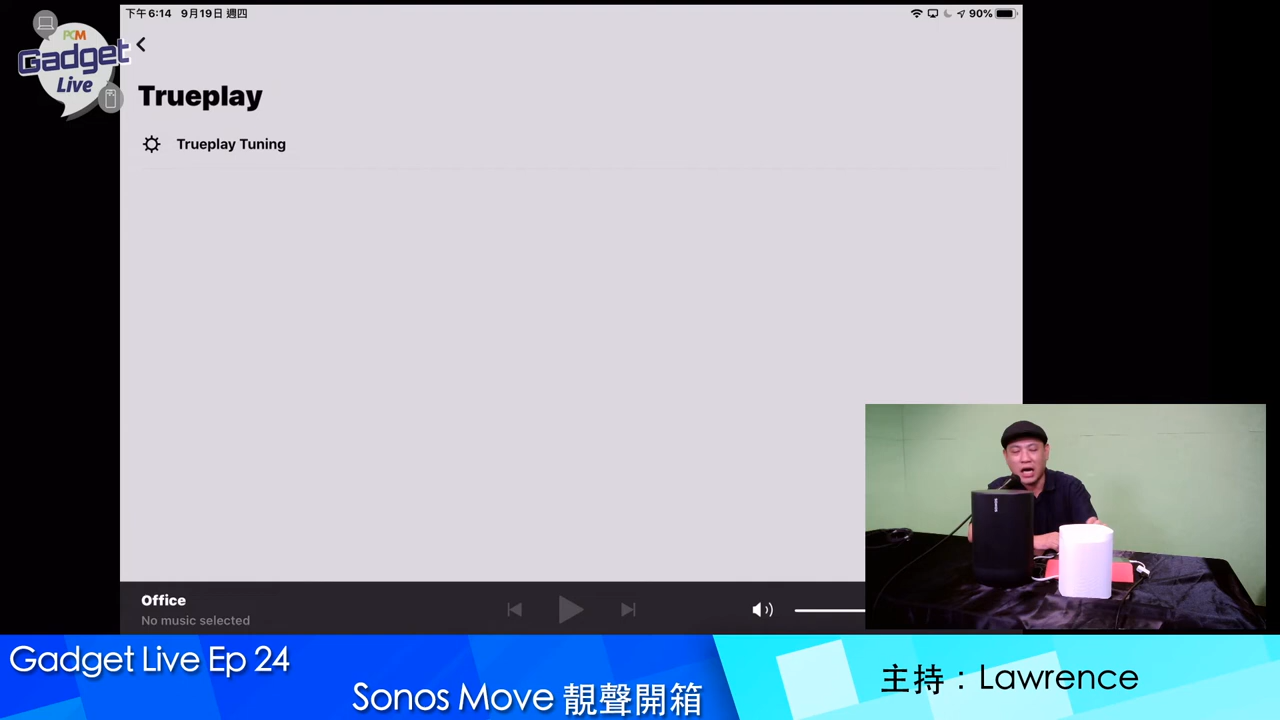 下午6:14 9月19日 週四
90%
PCM
Gadget
Live
Trueplay
Trueplay Tuning
Office
No music selected
SONOS
Gadget Live Ep 24
Sonos Move 靚聲開箱
主持：Lawrence